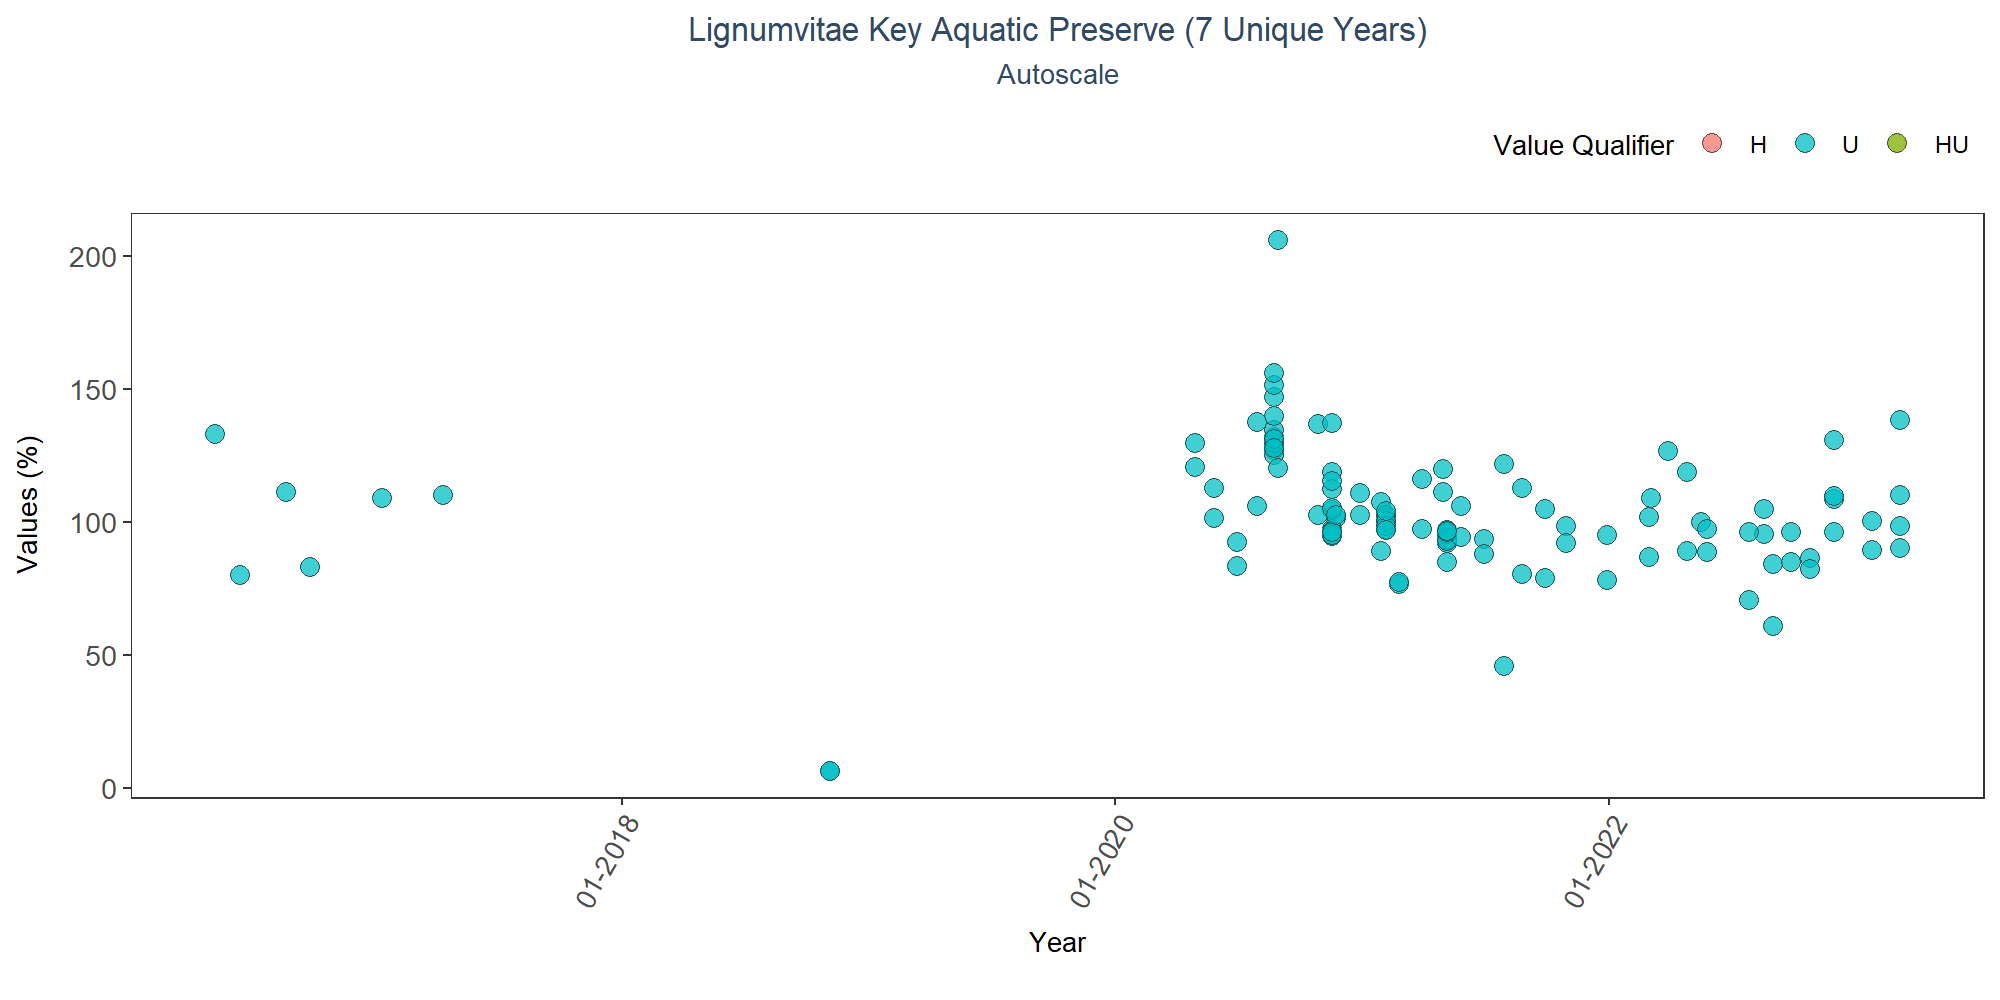 Lignumvitae Key Aquatic Preserve (7 Unique Years)
Autoscale
Value Qualifier H U HU
Values (%)
200
150
100
50
0
01-2018 01-2020 01-2022
Year